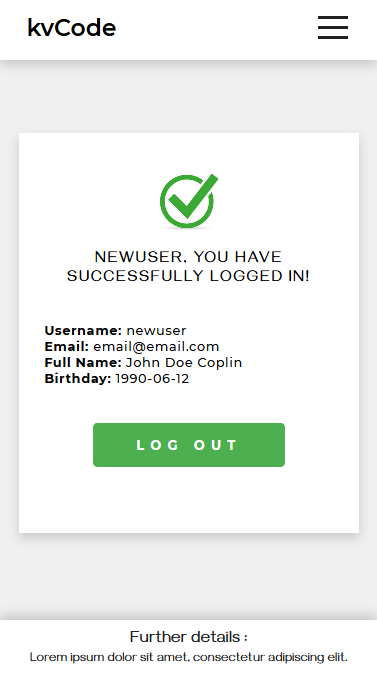 kvCode
NEWUSER, YOU HAVE
SUCCESSFULLY LOGGED IN!
Username: newuser
Email: email@email.com
Full Name: John Doe Coplin
Birthday: 1990-06-12
LOG OUT
Further details :
Lorem ipsum dolor sit amet, consectetur adipiscing elit.